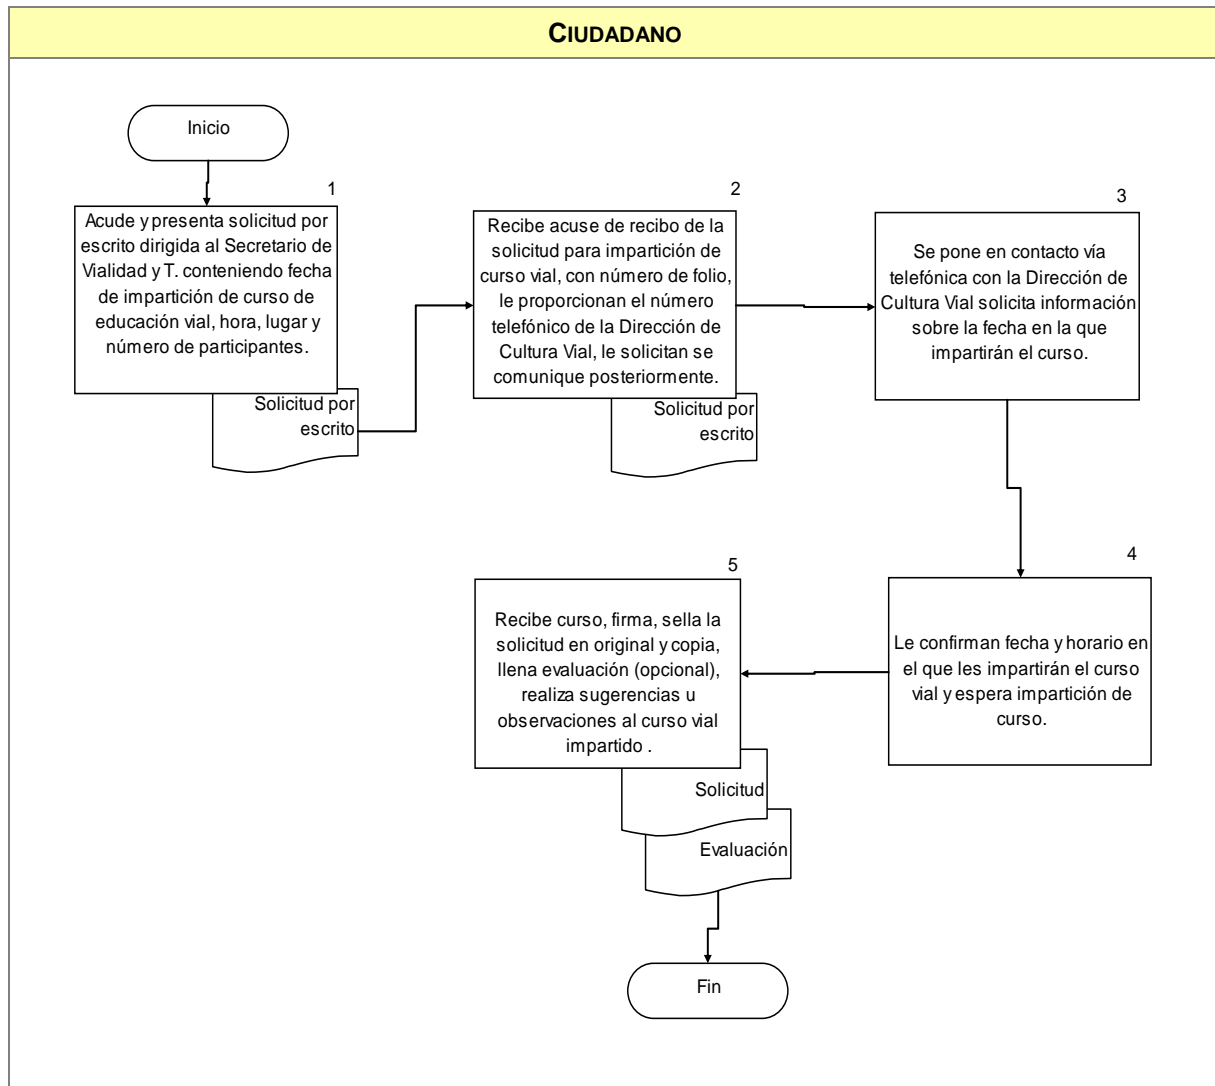 CIUDADANO
Inicio
1
Acude y presenta solicitud por
escrito dirigida al Secretario de
Vialidad y T. conteniendo fecha
de impartición de curso de
educación vial, hora, lugar y
número de participantes.
Solicitud por
escrito
2
Recibe acuse de recibo de la
solicitud para impartición de
curso vial, con número de folio,
le proporcionan el número
telefónico de la Dirección de
Cultura Vial, le solicitan se
comunique posteriormente.
Solicitud por
escrito
3
Se pone en contacto vía
telefónica con la Dirección de
Cultura Vial solicita información
sobre la fecha en la que
impartirán el curso.
4
Le confirman fecha y horario en
el que les impartirán el curso
vial y espera impartición de
curso.
5
Recibe curso, firma, sella la
solicitud en original y copia,
llena evaluación (opcional),
realiza sugerencias u
observaciones al curso vial
impartido .
Solicitud
Evaluación
Fin